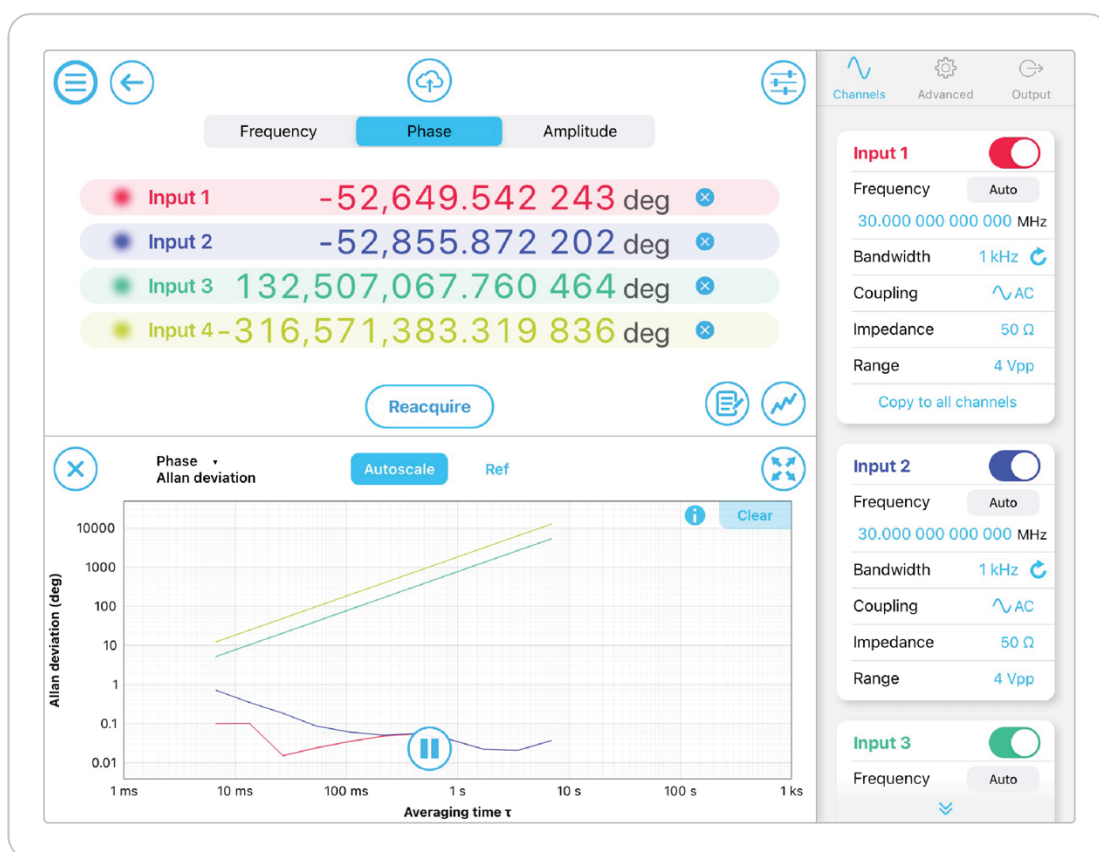 Frequency Phase Amplitude
Input 1 -52,649.542 243 deg
Input 2 -52,855.872 202 deg
Input 3 132,507,067.760 464 deg
Input 4 -316,571,383.319 836 deg
Reacquire
Phase
Allan deviation
Autoscale Ref
Clear
Allan deviation (deg)
10000
1000
100
10
1
0.1
0.01
1 ms 10 ms 100 ms 1 s 10 s 100 s 1 ks
Averaging time τ
Channels Advanced Output
Input 1
Frequency Auto
30.000 000 000 000 MHz
Bandwidth 1 kHz
Coupling AC
Impedance 50 Ω
Range 4 Vpp
Copy to all channels
Input 2
Frequency Auto
30.000 000 000 000 MHz
Bandwidth 1 kHz
Coupling AC
Impedance 50 Ω
Range 4 Vpp
Input 3
Frequency Auto